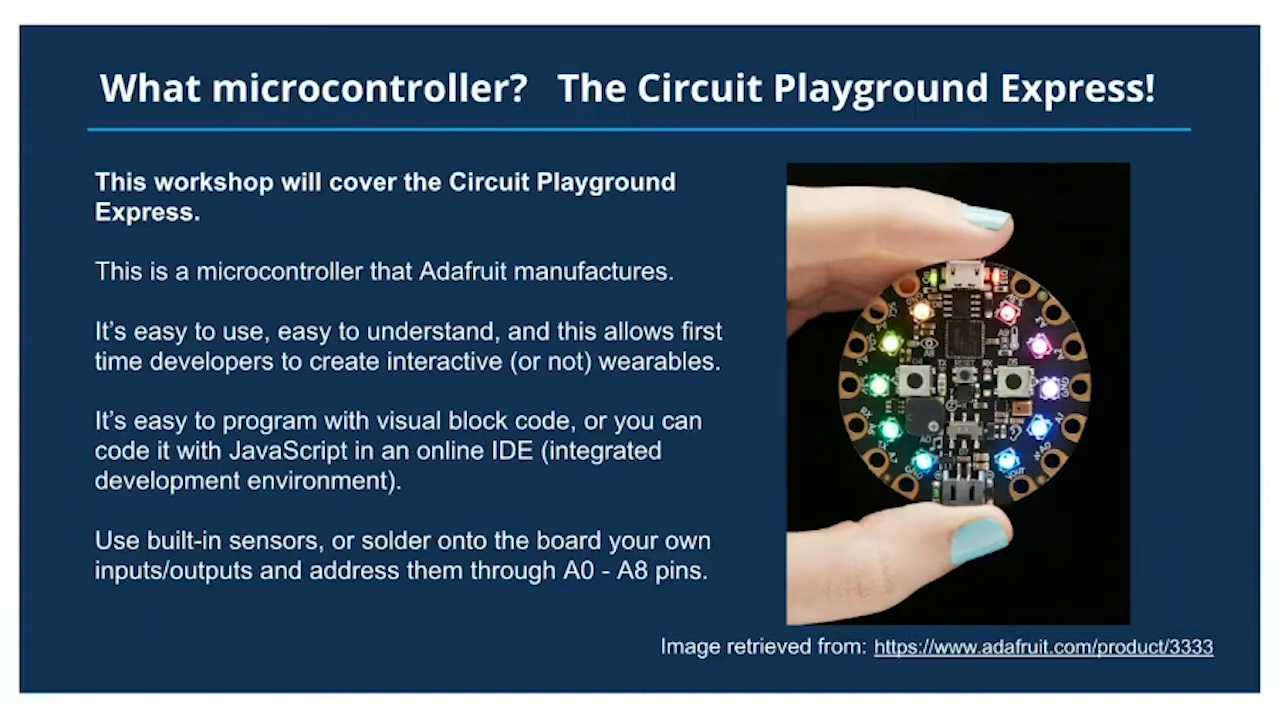 What microcontroller? The Circuit Playground Express!
This workshop will cover the Circuit Playground
Express.
This is a microcontroller that Adafruit manufactures.
It’s easy to use, easy to understand, and this allows first
time developers to create interactive (or not) wearables.
It’s easy to program with visual block code, or you can
code it with JavaScript in an online IDE (integrated
development environment).
Use built-in sensors, or solder onto the board your own
inputs/outputs and address them through A0 - A8 pins.
Image retrieved from: https://www.adafruit.com/product/3333